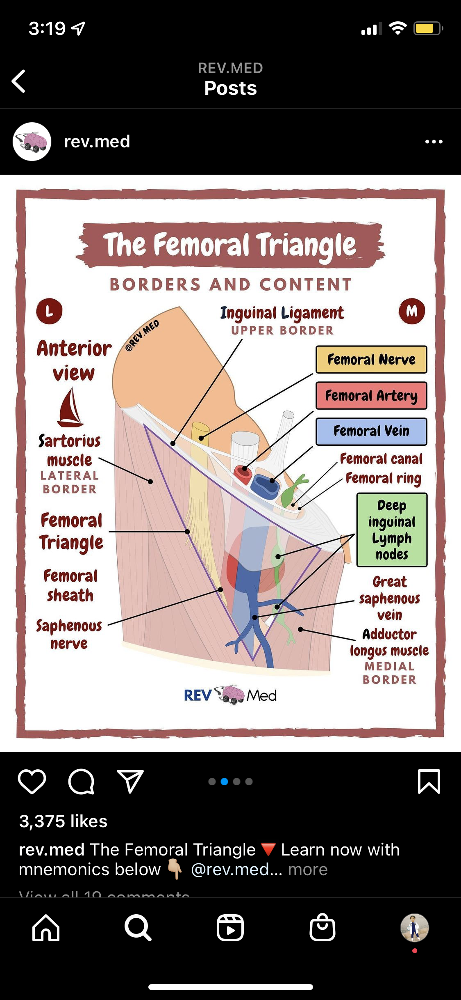 3:19
REV.MED
Posts
rev.med
The Femoral Triangle
BORDERS AND CONTENT
L
M
Inguinal Ligament
UPPER BORDER
@REV.MED
Anterior
view
Femoral Nerve
Femoral Artery
Femoral Vein
Sartorius
muscle
LATERAL
BORDER
Femoral canal
Femoral ring
Deep
inguinal
Lymph
nodes
Femoral
Triangle
Femoral
sheath
Great
saphenous
vein
Saphenous
nerve
Adductor
longus muscle
MEDIAL
BORDER
REV Med
3,375 likes
rev.med The Femoral Triangle 🔻 Learn now with
mnemonics below 👇🏼 @rev.med... more
View all 19 comments